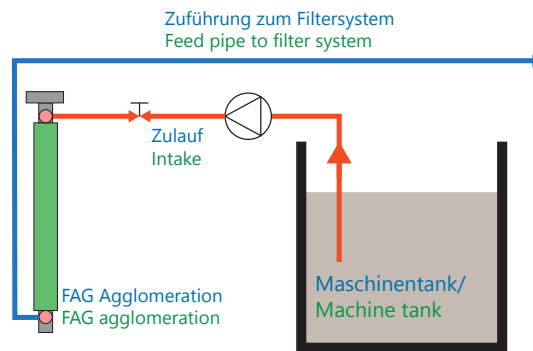 Zuführung zum Filtersystem
Feed pipe to filter system
Zulauf
Intake
FAG Agglomeration
FAG agglomeration
Maschinentank/
Machine tank